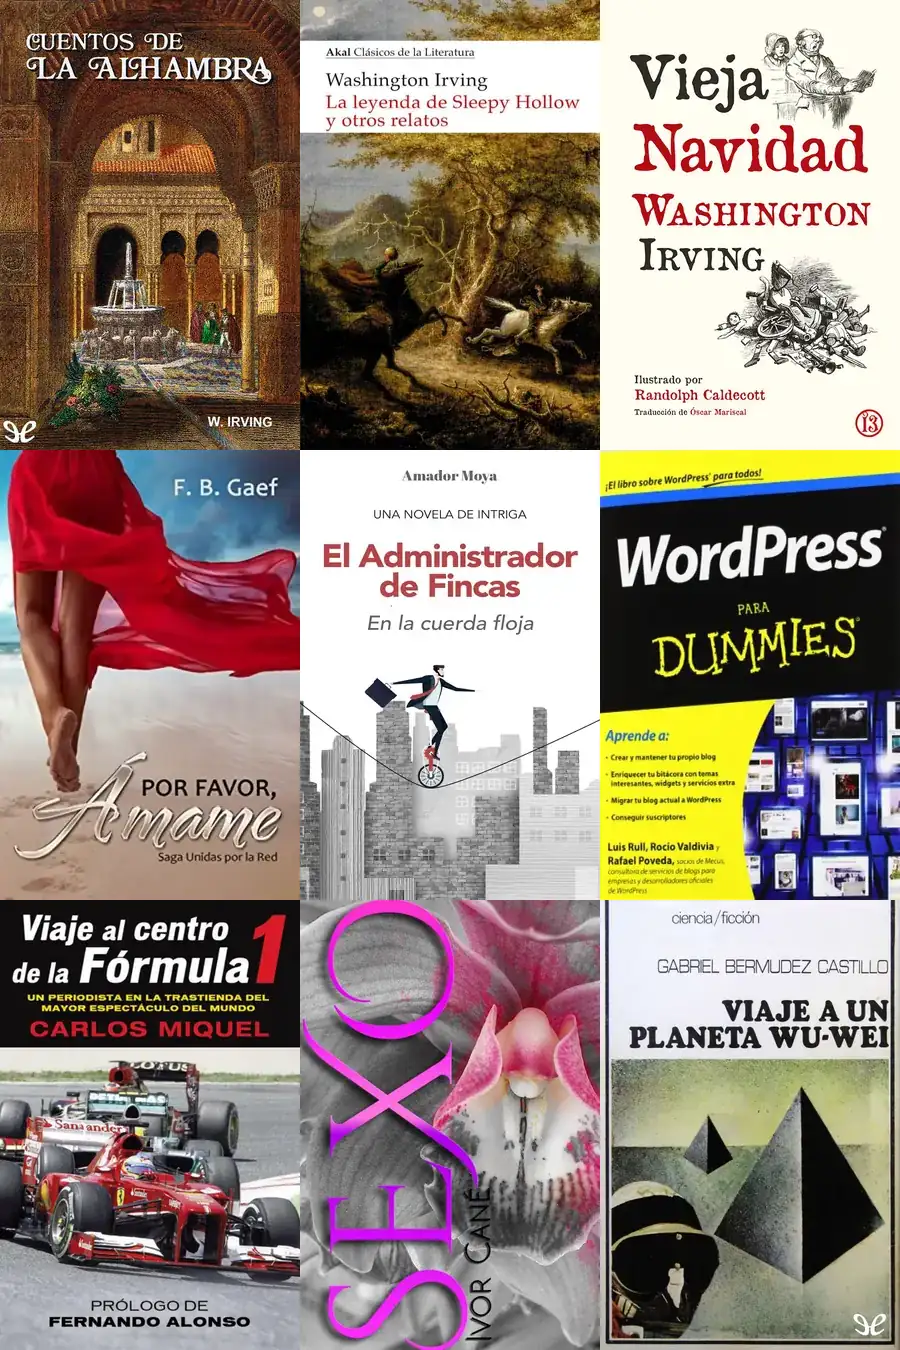 CUENTOS DE
LA ALHAMBRA
W. IRVING
Akal Clásicos de la Literatura
Washington Irving
La leyenda de Sleepy Hollow
y otros relatos
Vieja
Navidad
WASHINGTON
IRVING
Ilustrado por
Randolph Caldecott
Traducción de Óscar Mariscal
13
F. B. Gaef
POR FAVOR,
Ámame
Saga Unidas por la Red
Amador Moya
UNA NOVELA DE INTRIGA
El Administrador
de Fincas
En la cuerda floja
¡El libro sobre WordPress® para todos!
WordPress®
PARA
DUMMIES®
Aprende a:
• Crear y mantener tu propio blog
• Enriquecer tu bitácora con temas
interesantes, widgets y servicios extra
• Migrar tu blog actual a WordPress
• Conseguir suscriptores
Luis Rull, Rocío Valdivia y
Rafael Poveda, socios de Mecus,
consultora de servicios de blogs para
empresas y desarrolladores oficiales
de WordPress
Viaje al centro
de la Fórmula 1
UN PERIODISTA EN LA TRASTIENDA DEL
MAYOR ESPECTÁCULO DEL MUNDO
CARLOS MIQUEL
LOTUS
Santander
PRÓLOGO DE
FERNANDO ALONSO
SEXO
IVOR CANÉ
ciencia/ficción
GABRIEL BERMUDEZ CASTILLO
VIAJE A UN
PLANETA WU-WEI